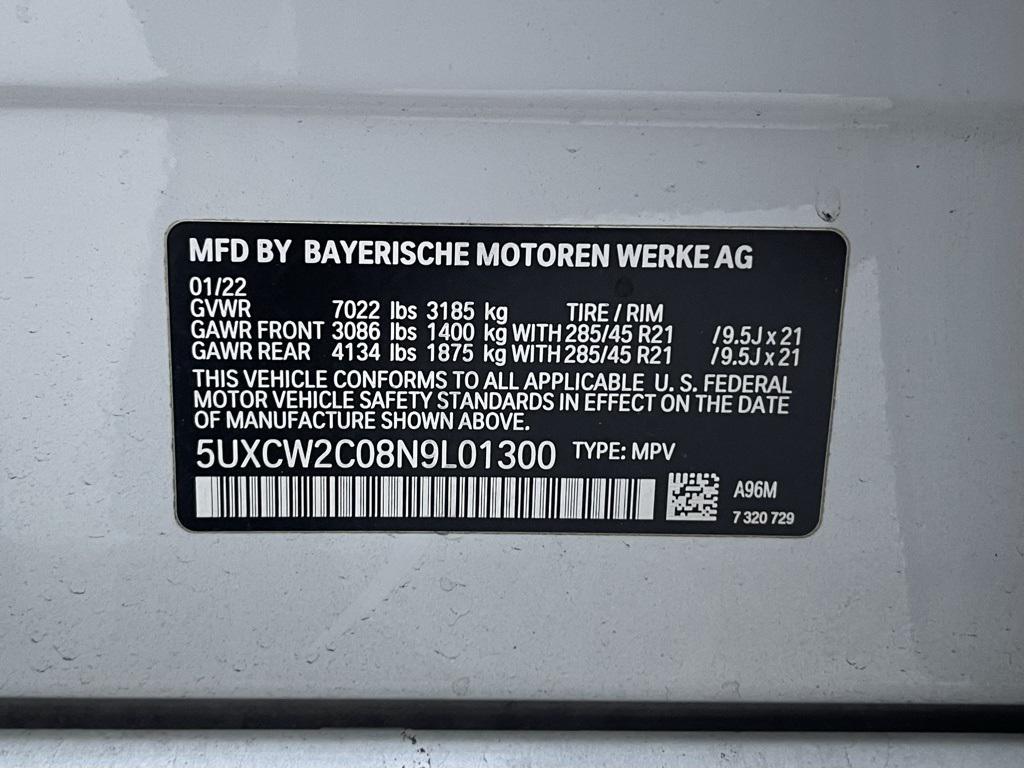 MFD BY BAYERISCHE MOTOREN WERKE AG
01/22
GVWR 7022 lbs 3185 kg TIRE / RIM
GAWR FRONT 3086 lbs 1400 kg WITH 285/45 R21 /9.5J x 21
GAWR REAR 4134 lbs 1875 kg WITH 285/45 R21 /9.5J x 21
THIS VEHICLE CONFORMS TO ALL APPLICABLE U. S. FEDERAL
MOTOR VEHICLE SAFETY STANDARDS IN EFFECT ON THE DATE
OF MANUFACTURE SHOWN ABOVE.
5UXCW2C08N9L01300 TYPE: MPV
A96M
7 320 729